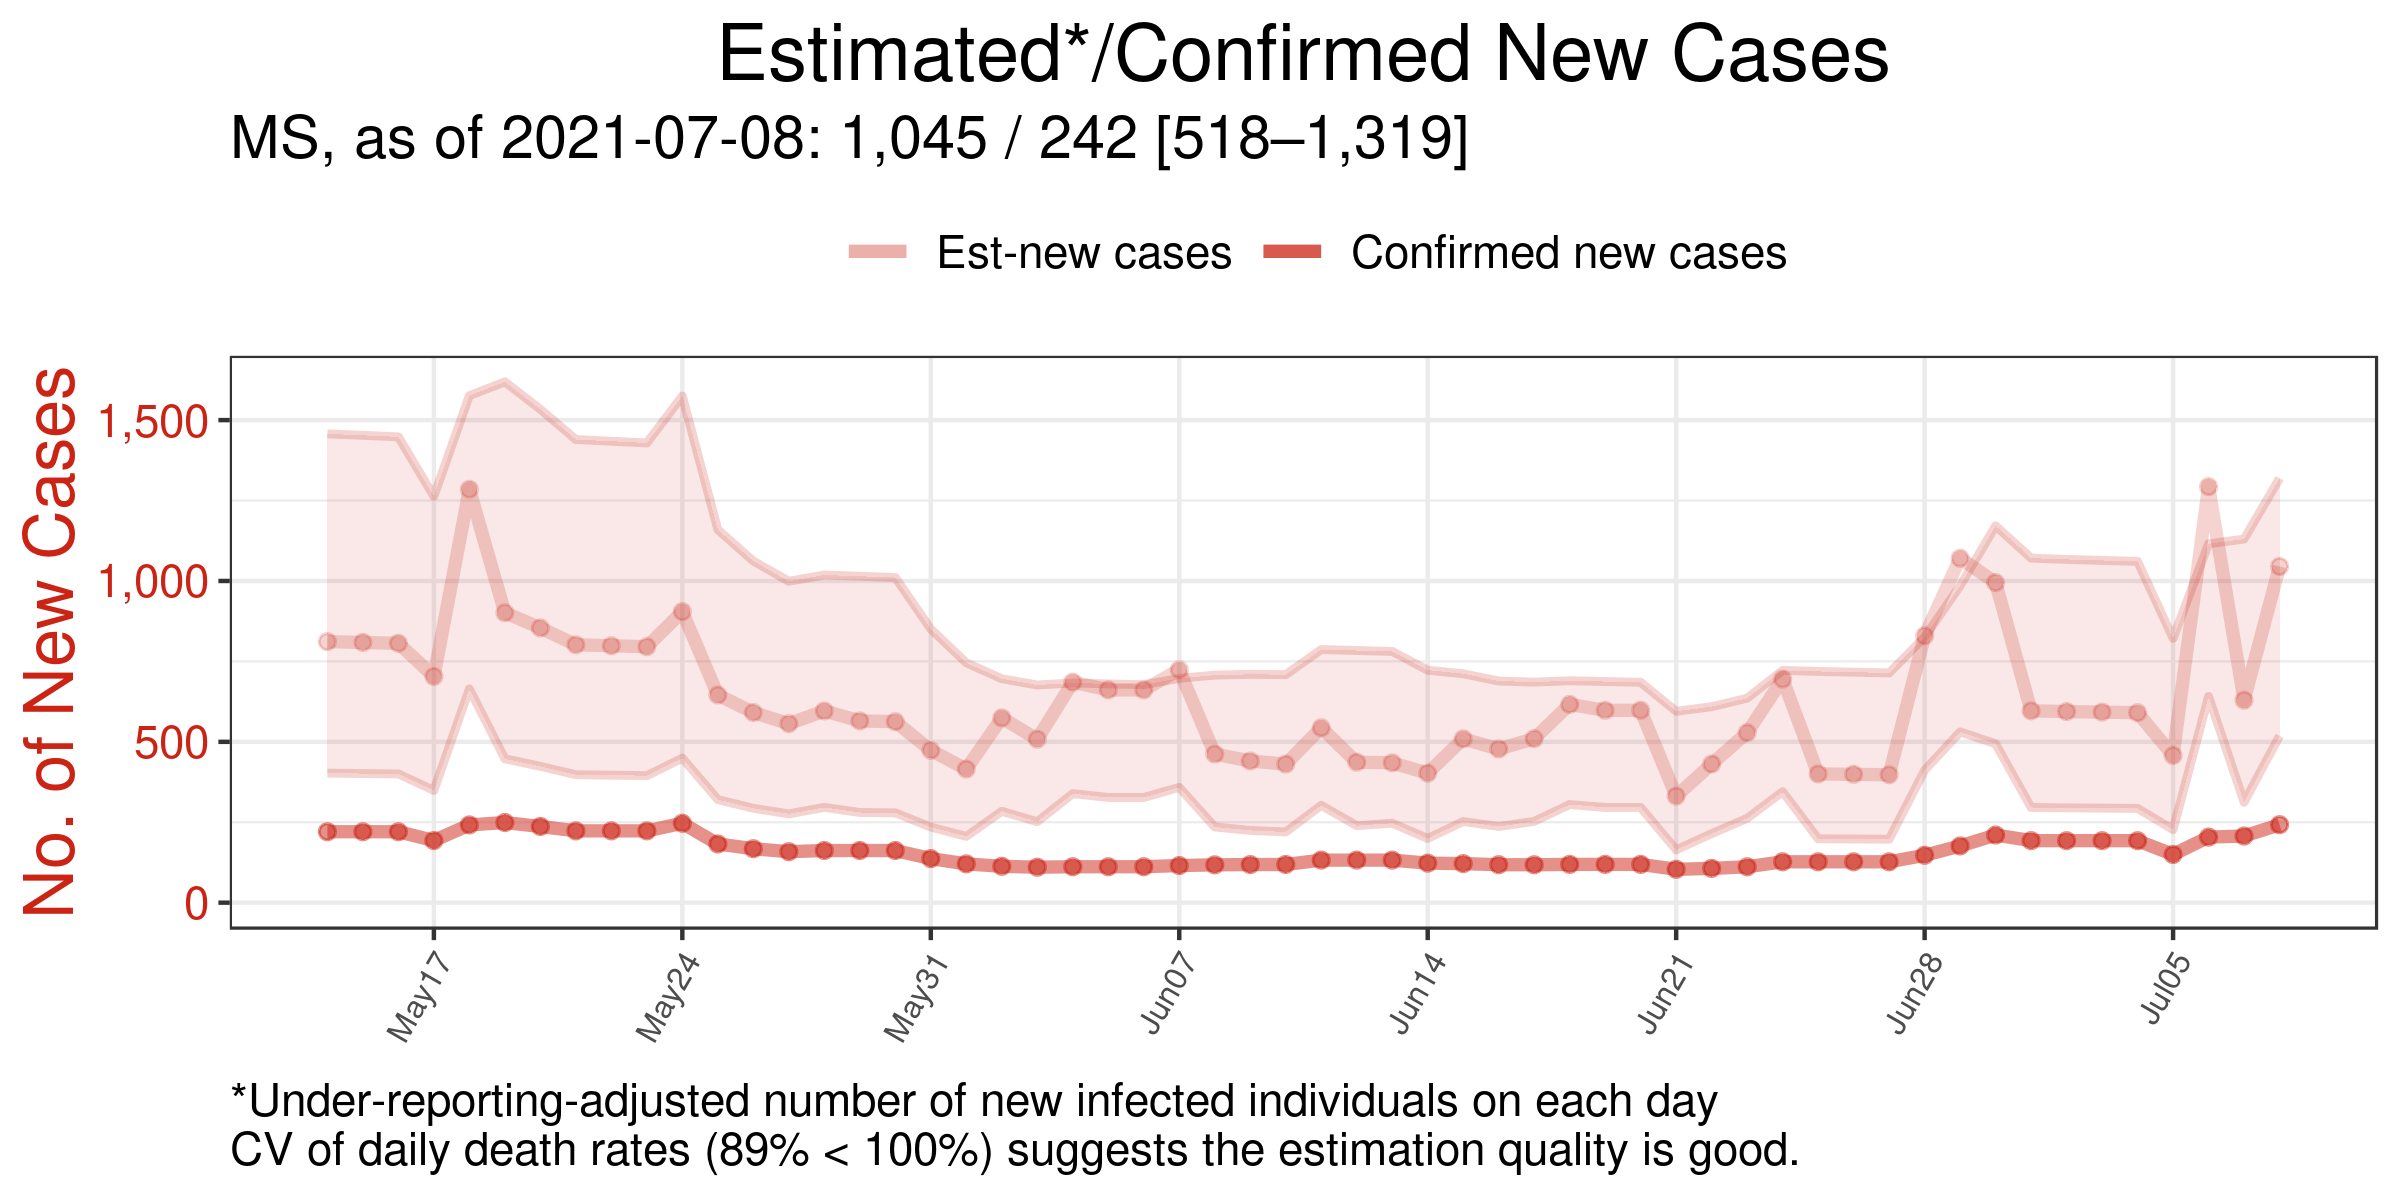 Estimated*/Confirmed New Cases
MS, as of 2021-07-08: 1,045 / 242 [518–1,319]
Est-new cases
Confirmed new cases
No. of New Cases
1,500
1,000
500
0
May17
May24
May31
Jun07
Jun14
Jun21
Jun28
Jul05
*Under-reporting-adjusted number of new infected individuals on each day
CV of daily death rates (89% < 100%) suggests the estimation quality is good.